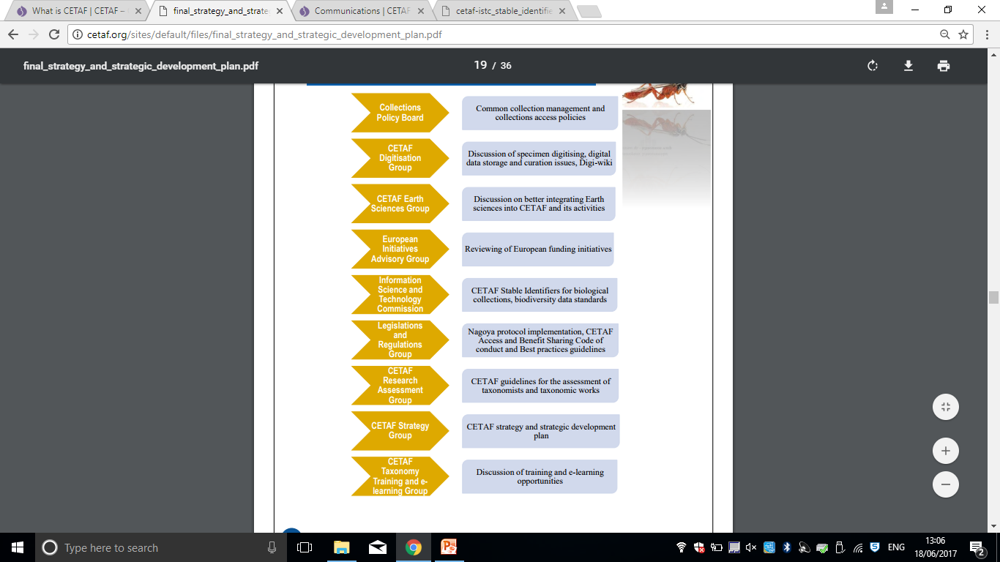 What is CETAF | CETAF –
final_strategy_and_strate
Communications | CETAF
cetaf-istc_stable_identifie
cetaf.org/sites/default/files/final_strategy_and_strategic_development_plan.pdf
final_strategy_and_strategic_development_plan.pdf
19 / 36
Collections
Policy Board
Common collection management and
collections access policies
CETAF
Digitisation
Group
Discussion of specimen digitising, digital
data storage and curation issues, Digi-wiki
CETAF Earth
Sciences Group
Discussion on better integrating Earth
sciences into CETAF and its activities
European
Initiatives
Advisory Group
Reviewing of European funding initiatives
Information
Science and
Technology
Commission
CETAF Stable Identifiers for biological
collections, biodiversity data standards
Legislations
and
Regulations
Group
Nagoya protocol implementation, CETAF
Access and Benefit Sharing Code of
conduct and Best practices guidelines
CETAF
Research
Assessment
Group
CETAF guidelines for the assessment of
taxonomists and taxonomic works
CETAF Strategy
Group
CETAF strategy and strategic development
plan
CETAF
Taxonomy
Training and e-
learning Group
Discussion of training and e-learning
opportunities
Type here to search
ENG
13:06
18/06/2017
2